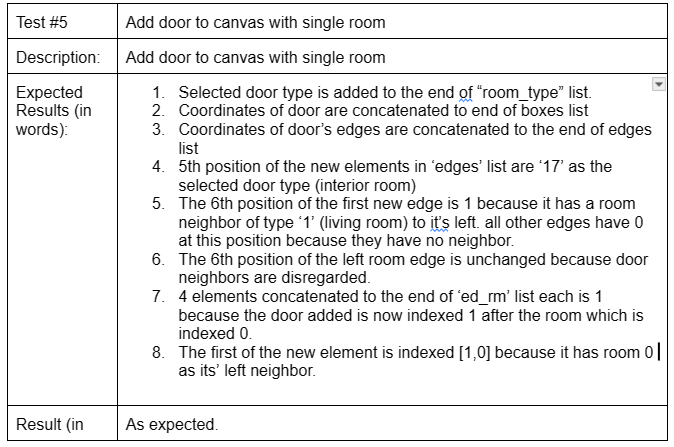 Test #5
Add door to canvas with single room
Description:
Add door to canvas with single room
Expected
Results (in
words):
1. Selected door type is added to the end of “room_type” list.
2. Coordinates of door are concatenated to end of boxes list
3. Coordinates of door’s edges are concatenated to the end of edges
list
4. 5th position of the new elements in ‘edges’ list are ‘17’ as the
selected door type (interior room)
5. The 6th position of the first new edge is 1 because it has a room
neighbor of type ‘1’ (living room) to it’s left. all other edges have 0
at this position because they have no neighbor.
6. The 6th position of the left room edge is unchanged because door
neighbors are disregarded.
7. 4 elements concatenated to the end of ‘ed_rm’ list each is 1
because the door added is now indexed 1 after the room which is
indexed 0.
8. The first of the new element is indexed [1,0] because it has room 0
as its’ left neighbor.
Result (in
As expected.